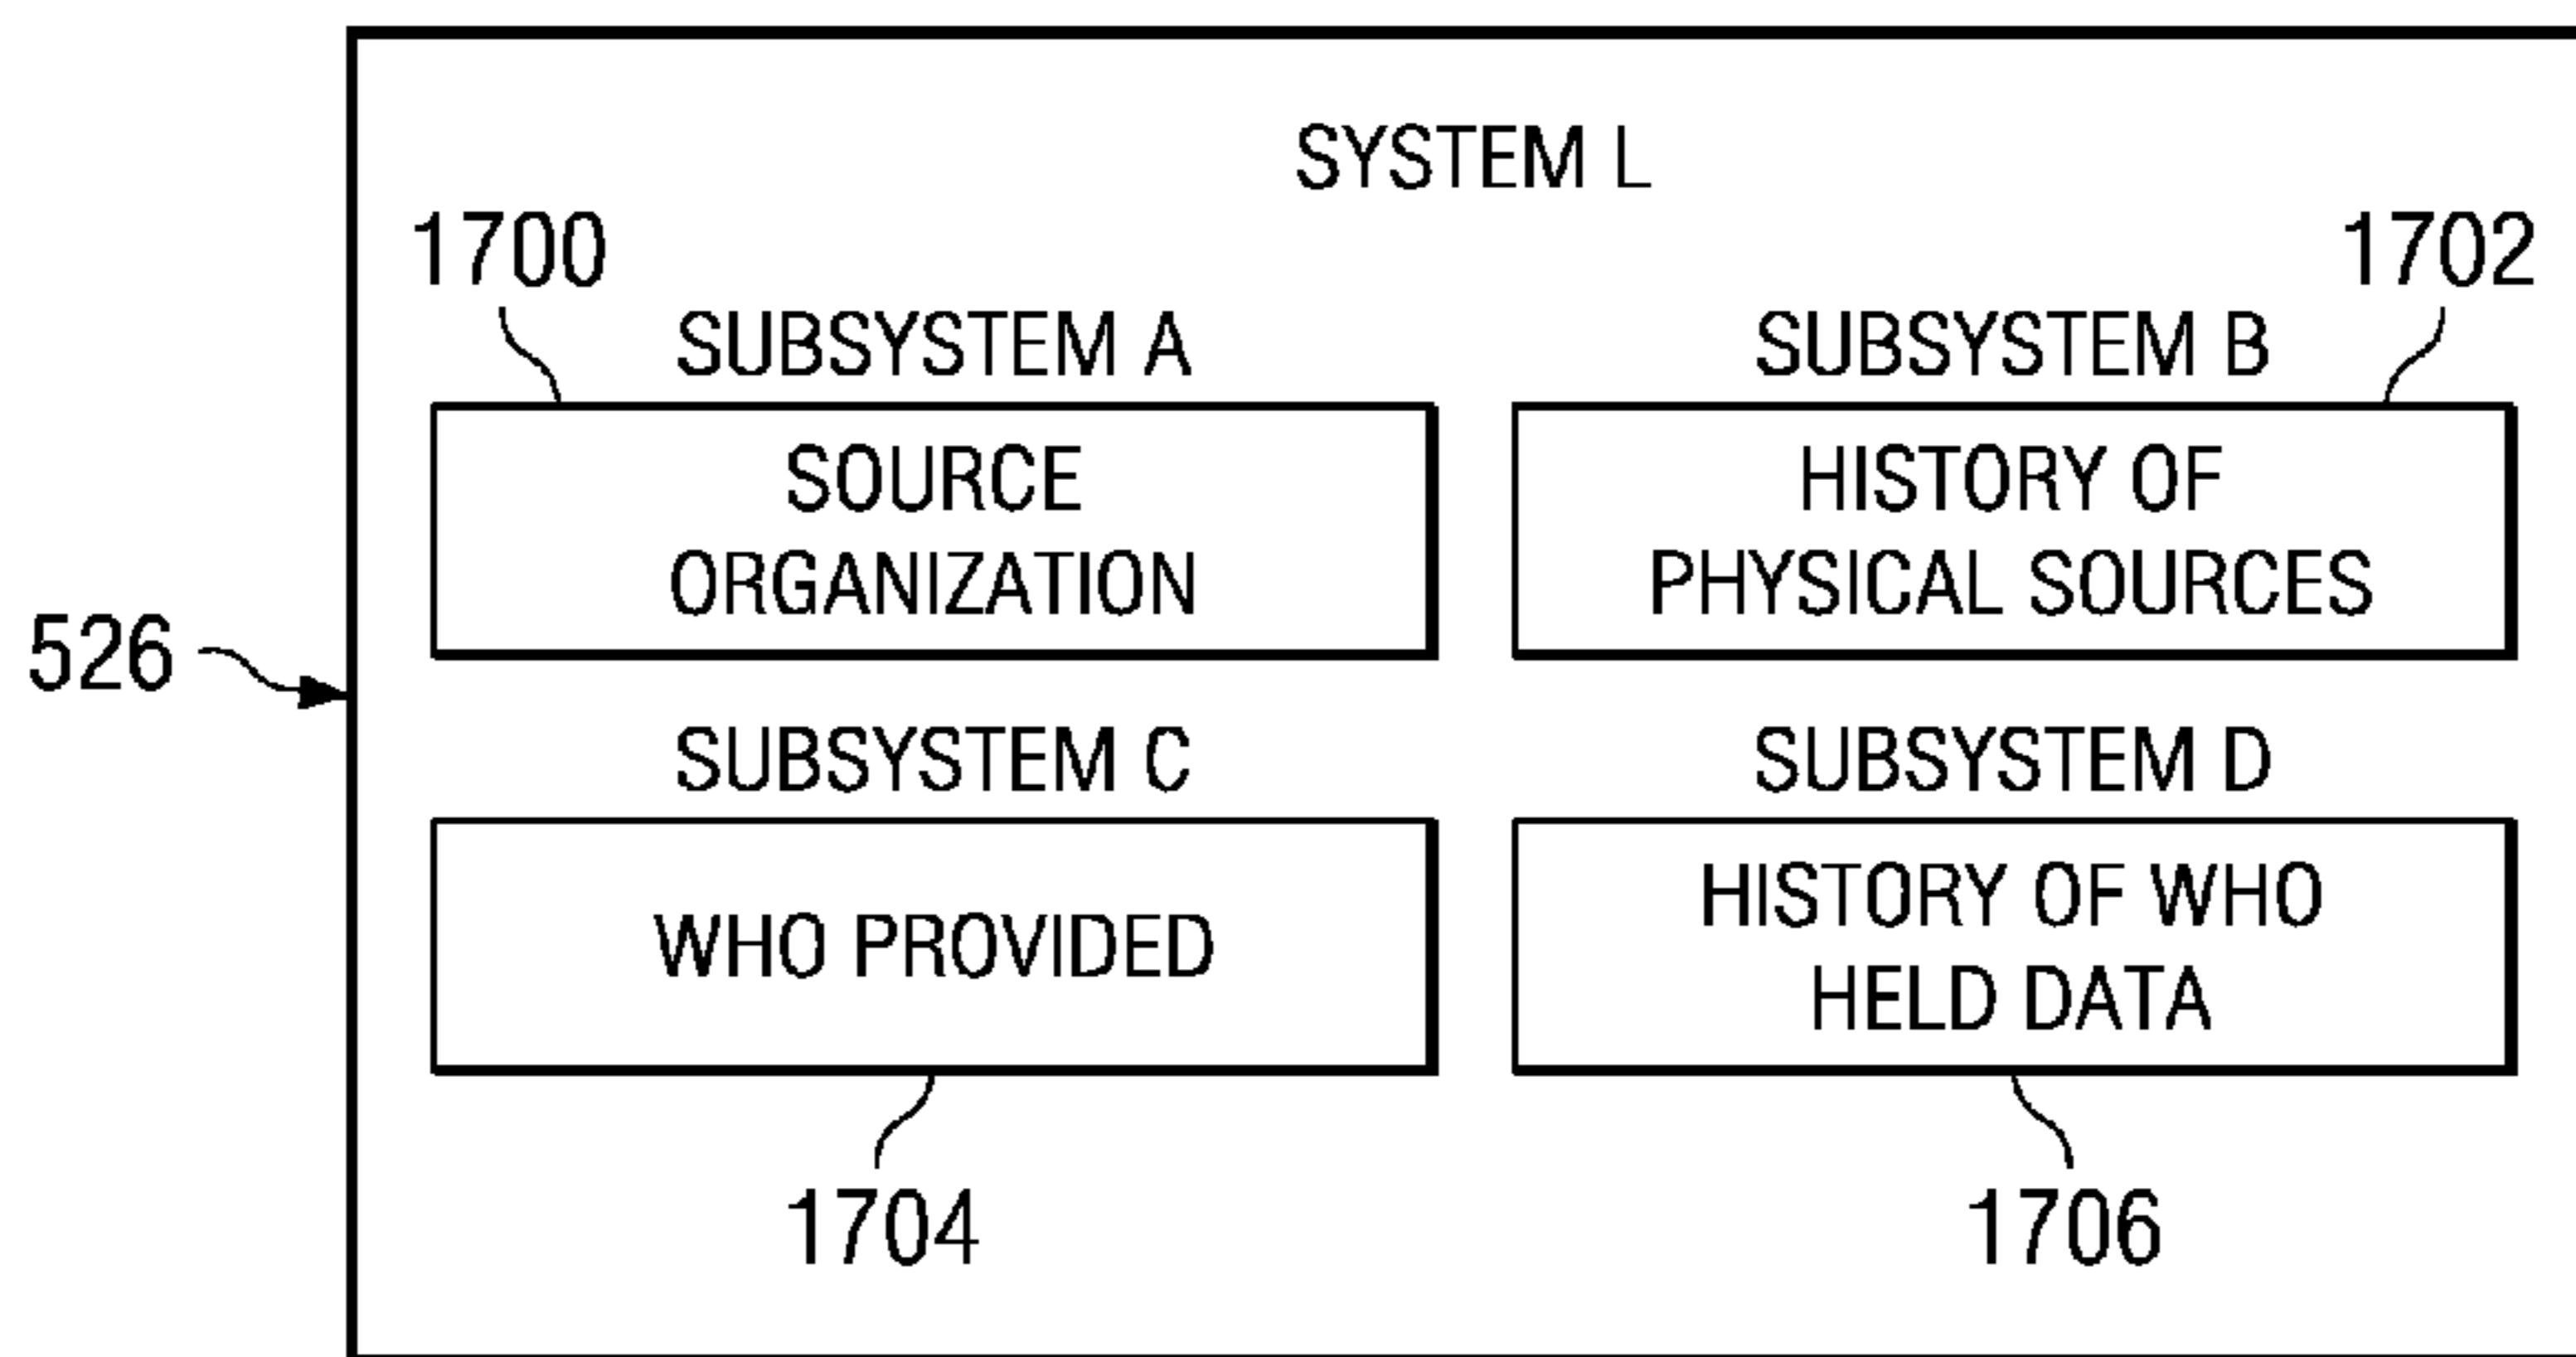 SYSTEM L
1700
1702
SUBSYSTEM A
SUBSYSTEM B
SOURCE
ORGANIZATION
HISTORY OF
PHYSICAL SOURCES
526
SUBSYSTEM C
SUBSYSTEM D
WHO PROVIDED
HISTORY OF WHO
HELD DATA
1704
1706